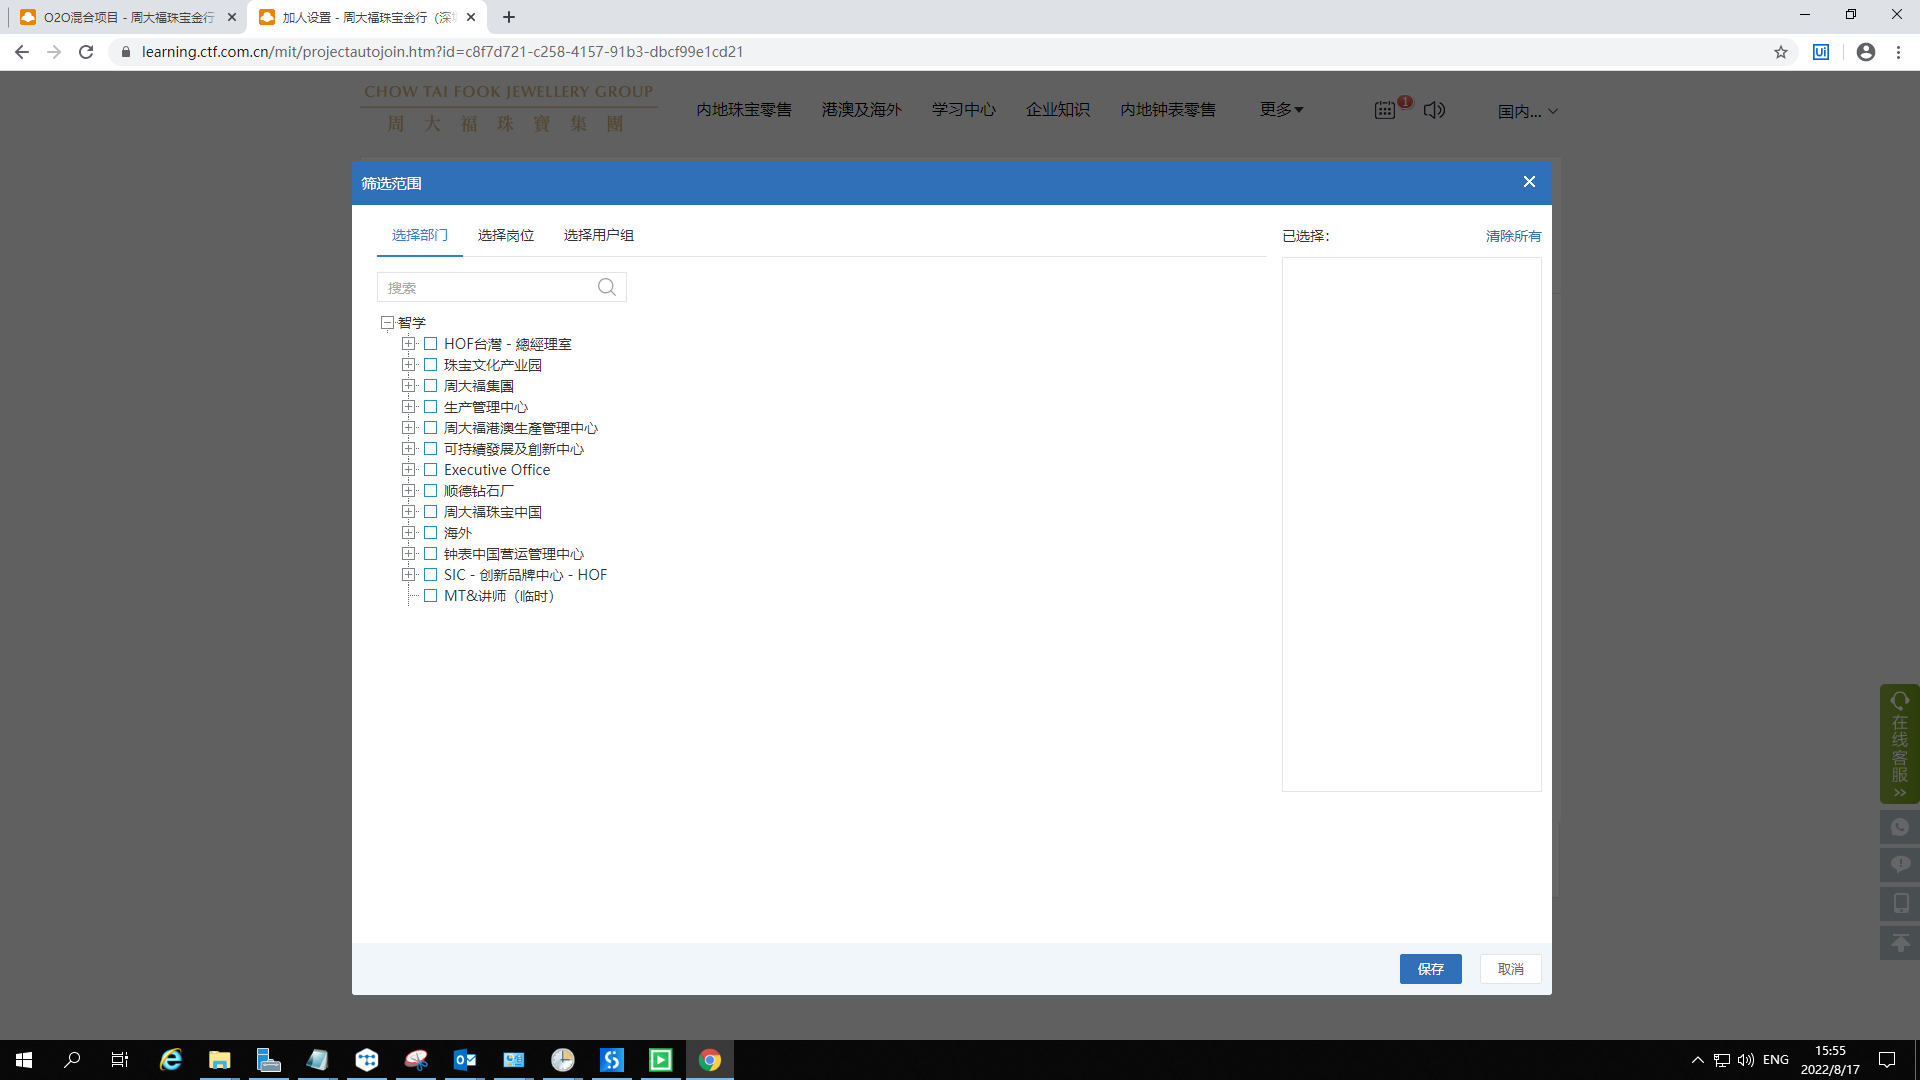 O2O混合项目 - 周大福珠宝金行
加人设置 - 周大福珠宝金行（深
learning.ctf.com.cn/mit/projectautojoin.htm?id=c8f7d721-c258-4157-91b3-dbcf99e1cd21
CHOW TAI FOOK JEWELLERY GROUP
周大福珠寶集團
内地珠宝零售
港澳及海外
学习中心
企业知识
内地钟表零售
更多
1
国内...
筛选范围
选择部门
选择岗位
选择用户组
已选择：
清除所有
搜索
智学
HOF台灣 - 總經理室
珠宝文化产业园
周大福集團
生产管理中心
周大福港澳生產管理中心
可持續發展及創新中心
Executive Office
顺德钻石厂
周大福珠宝中国
海外
钟表中国营运管理中心
SIC - 创新品牌中心 - HOF
MT&讲师（临时）
在线客服
保存
取消
ENG
15:55
2022/8/17